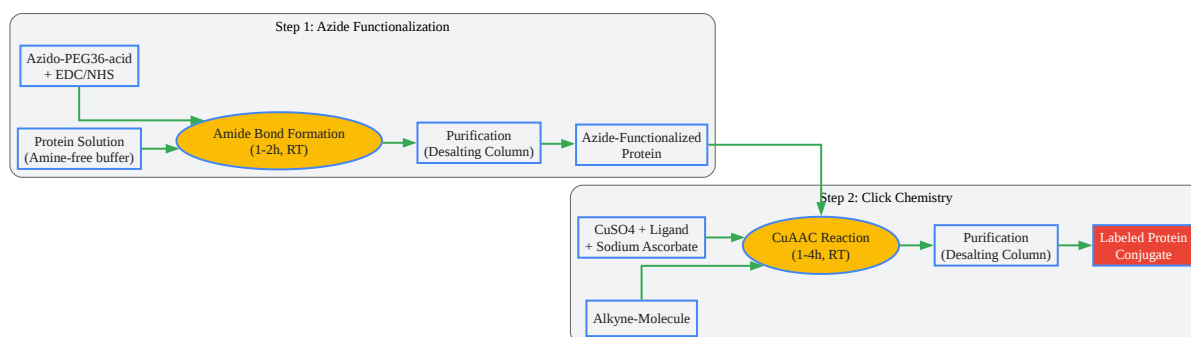 Step 1: Azide Functionalization
Azido-PEG36-acid
+ EDC/NHS
Protein Solution
(Amine-free buffer)
Amide Bond Formation
(1-2h, RT)
Purification
(Desalting Column)
Azide-Functionalized
Protein
Step 2: Click Chemistry
CuSO4 + Ligand
+ Sodium Ascorbate
Alkyne-Molecule
CuAAC Reaction
(1-4h, RT)
Purification
(Desalting Column)
Labeled Protein
Conjugate